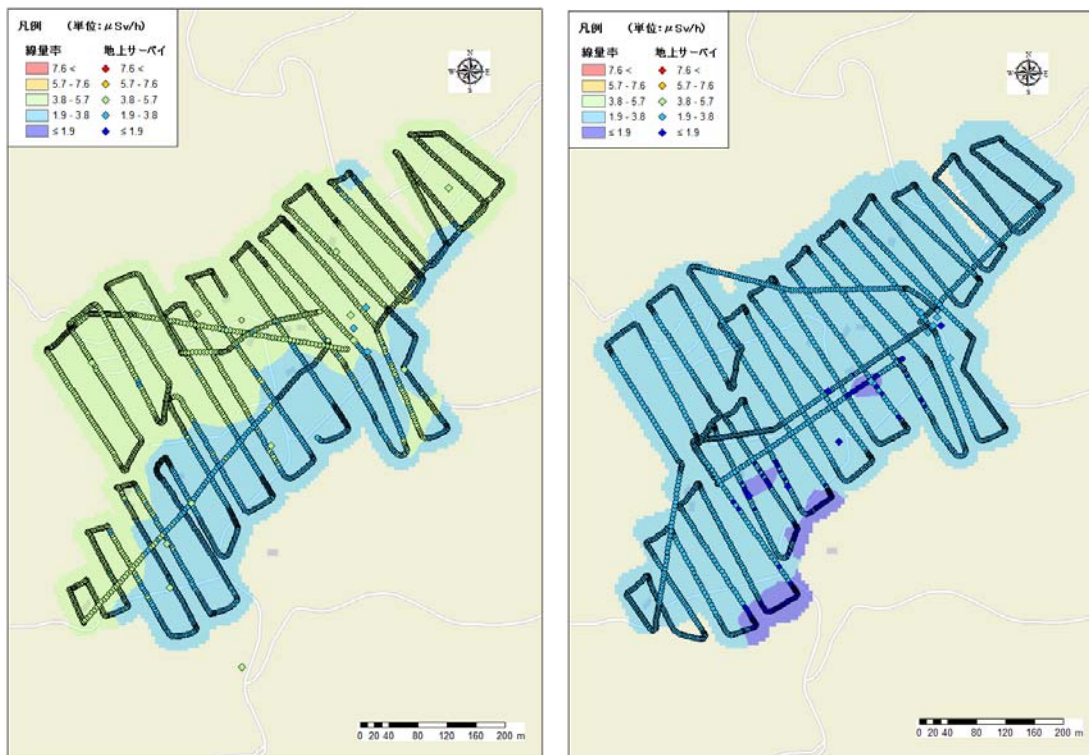 凡例 (単位:μSv/h)
線量率 地上サーベイ
7.6 < 7.6 <
5.7 - 7.6 5.7 - 7.6
3.8 - 5.7 3.8 - 5.7
1.9 - 3.8 1.9 - 3.8
≤ 1.9 ≤ 1.9
N
W E
S
0 20 40 80 120 160 200 m
凡例 (単位:μSv/h)
線量率 地上サーベイ
7.6 < 7.6 <
5.7 - 7.6 5.7 - 7.6
3.8 - 5.7 3.8 - 5.7
1.9 - 3.8 1.9 - 3.8
≤ 1.9 ≤ 1.9
N
W E
S
0 20 40 80 120 160 200 m